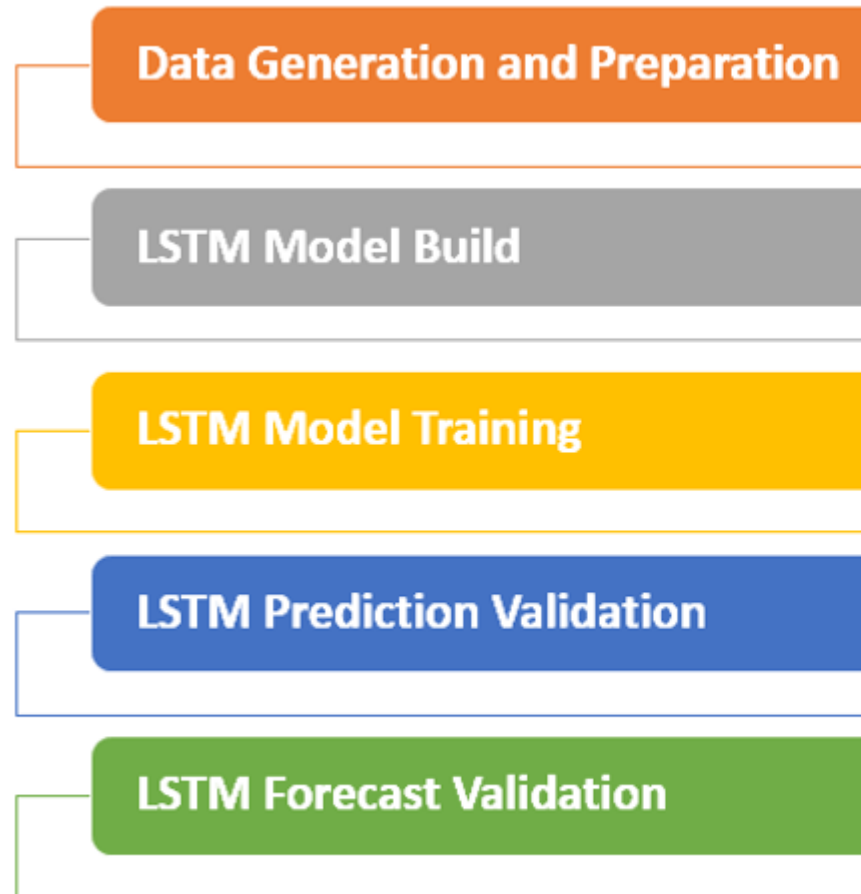 Data Generation and Preparation
LSTM Model Build
LSTM Model Training
LSTM Prediction Validation
LSTM Forecast Validation